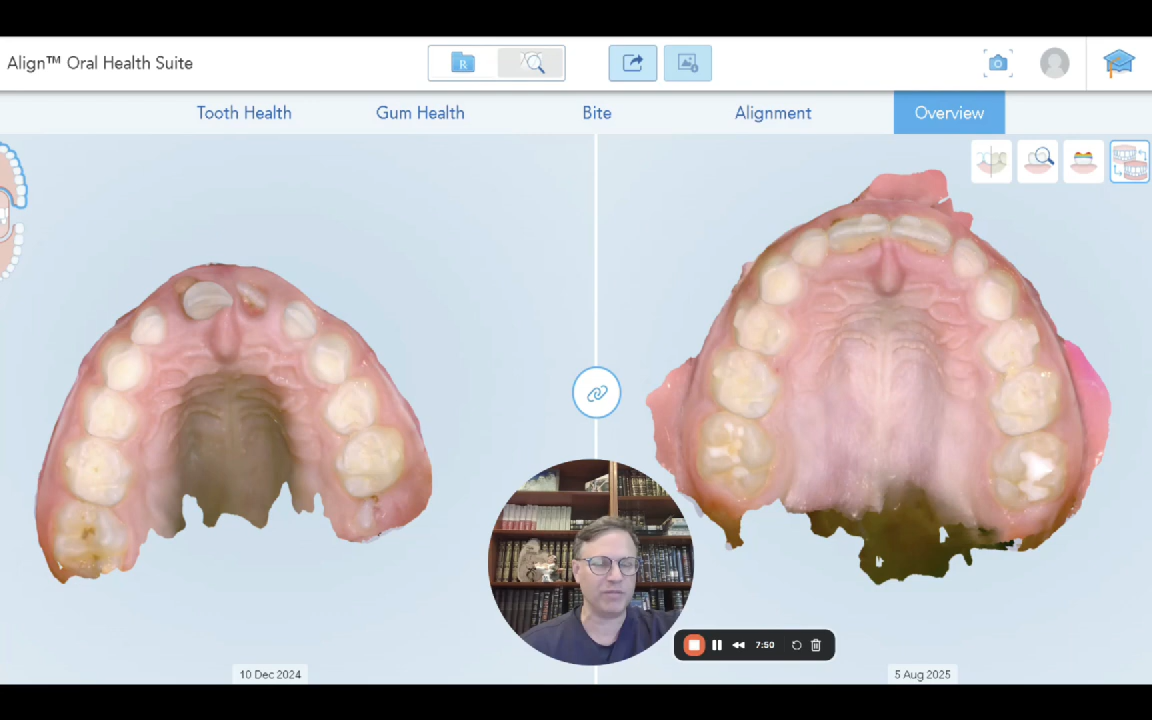 Align™ Oral Health Suite
R
Tooth Health
Gum Health
Bite
Alignment
Overview
7:50
10 Dec 2024
5 Aug 2025